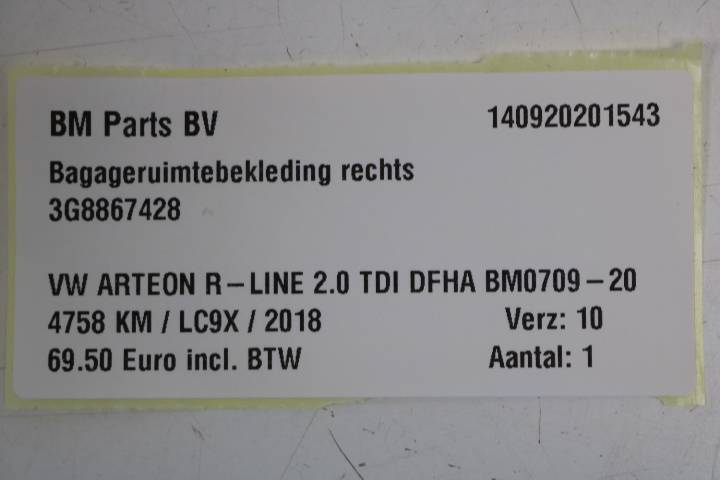 BM Parts BV 140920201543
Bagageruimtebekleding rechts
3G8867428
VW ARTEON R-LINE 2.0 TDI DFHA BM0709-20
4758 KM / LC9X / 2018 Verz: 10
69.50 Euro incl. BTW Aantal: 1